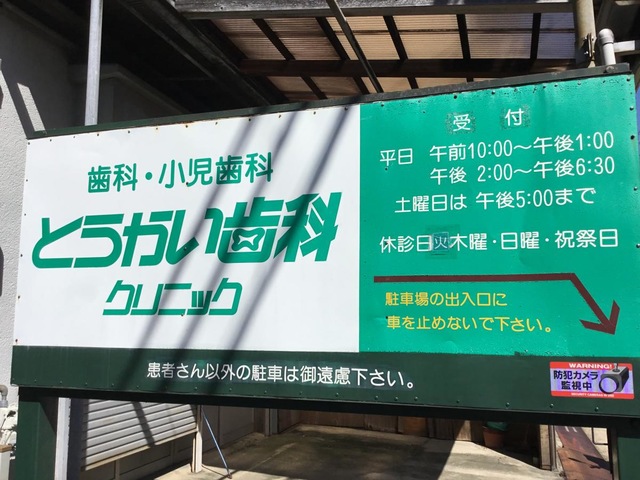 歯科・小児歯科
とうかい歯科
クリニック
受付
平日 午前10:00〜午後1:00
午後 2:00〜午後6:30
土曜日は 午後5:00まで
休診日 火 木曜・日曜・祝祭日
駐車場の出入口に
車を止めないで下さい。
患者さん以外の駐車は御遠慮下さい。
WARNING!
防犯カメラ
監視中